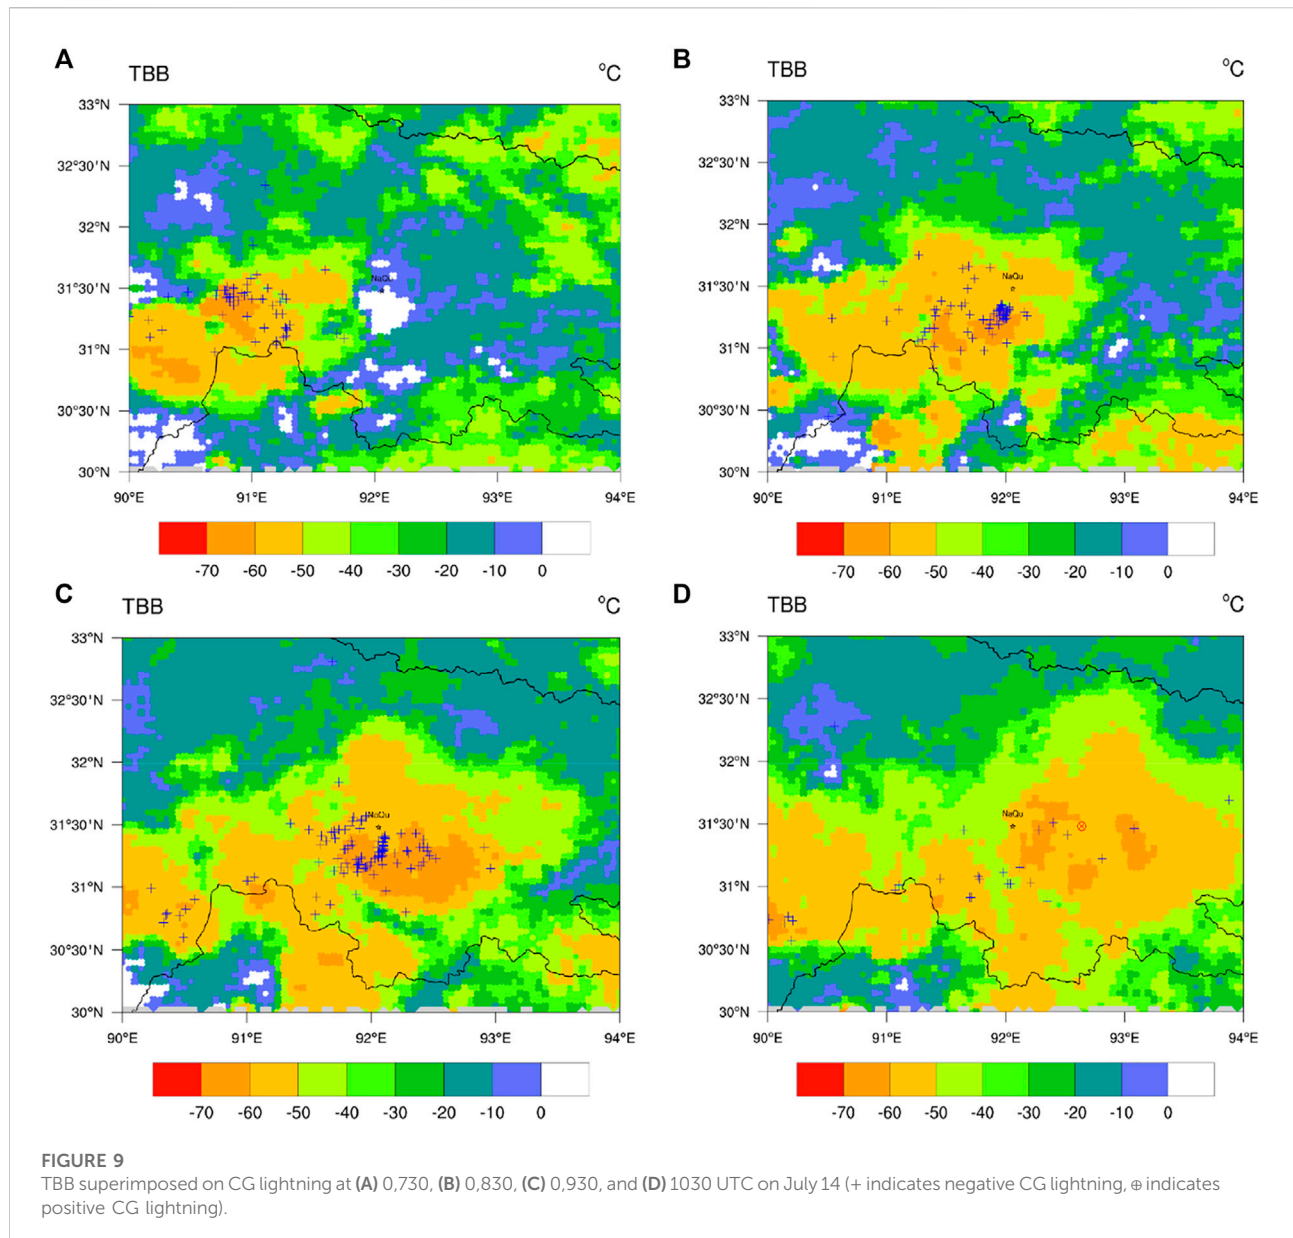 A
TBB °C
33°N
32°30'N
32°N
31°30'N
31°N
30°30'N
30°N
NaQu
90°E 91°E 92°E 93°E 94°E
-70 -60 -50 -40 -30 -20 -10 0
B
TBB °C
33°N
32°30'N
32°N
31°30'N
31°N
30°30'N
30°N
NaQu
90°E 91°E 92°E 93°E 94°E
-70 -60 -50 -40 -30 -20 -10 0
C
TBB °C
33°N
32°30'N
32°N
31°30'N
31°N
30°30'N
30°N
NaQu
90°E 91°E 92°E 93°E 94°E
-70 -60 -50 -40 -30 -20 -10 0
D
TBB °C
33°N
32°30'N
32°N
31°30'N
31°N
30°30'N
30°N
NaQu
90°E 91°E 92°E 93°E 94°E
-70 -60 -50 -40 -30 -20 -10 0
FIGURE 9
TBB superimposed on CG lightning at (A) 0,730, (B) 0,830, (C) 0,930, and (D) 1030 UTC on July 14 (+ indicates negative CG lightning, ⊕ indicates
positive CG lightning).